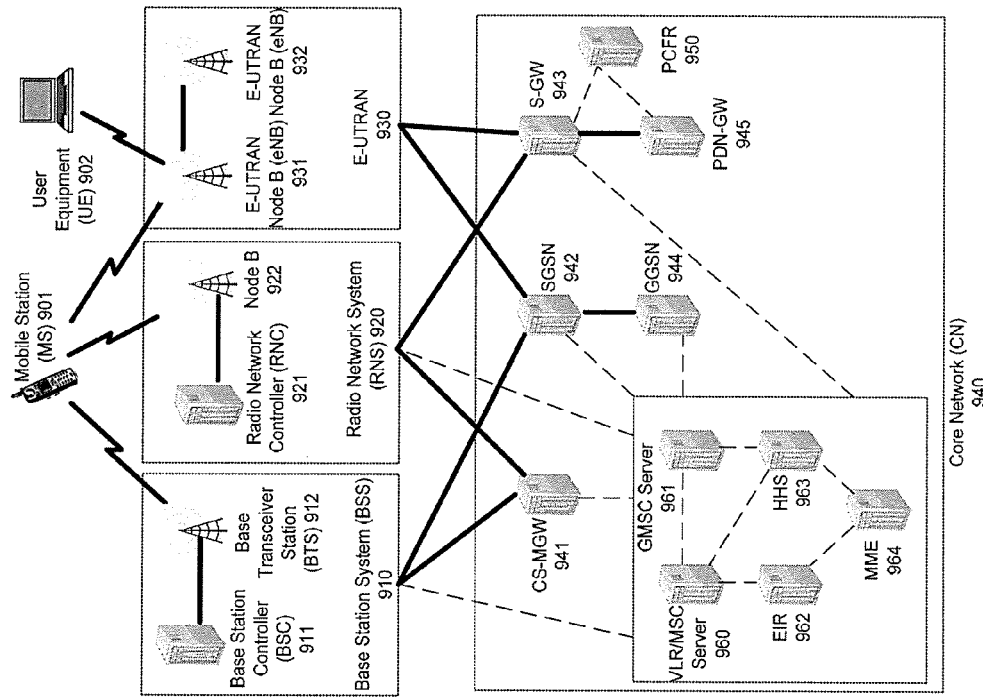 Mobile Station
(MS) 901
User
Equipment
(UE) 902
Base Station
Controller
(BSC)
911
Base
Transceiver
Station
(BTS) 912
Base Station System (BSS)
910
Radio Network
Controller (RNC)
921
Node B
922
Radio Network System
(RNS) 920
E-UTRAN
Node B (eNB)
931
E-UTRAN
Node B (eNB)
932
E-UTRAN
930
CS-MGW
941
SGSN
942
S-GW
943
GGSN
944
PDN-GW
945
PCFR
950
VLR/MSC
Server
960
GMSC Server
961
EIR
962
HHS
963
MME
964
Core Network (CN)
940